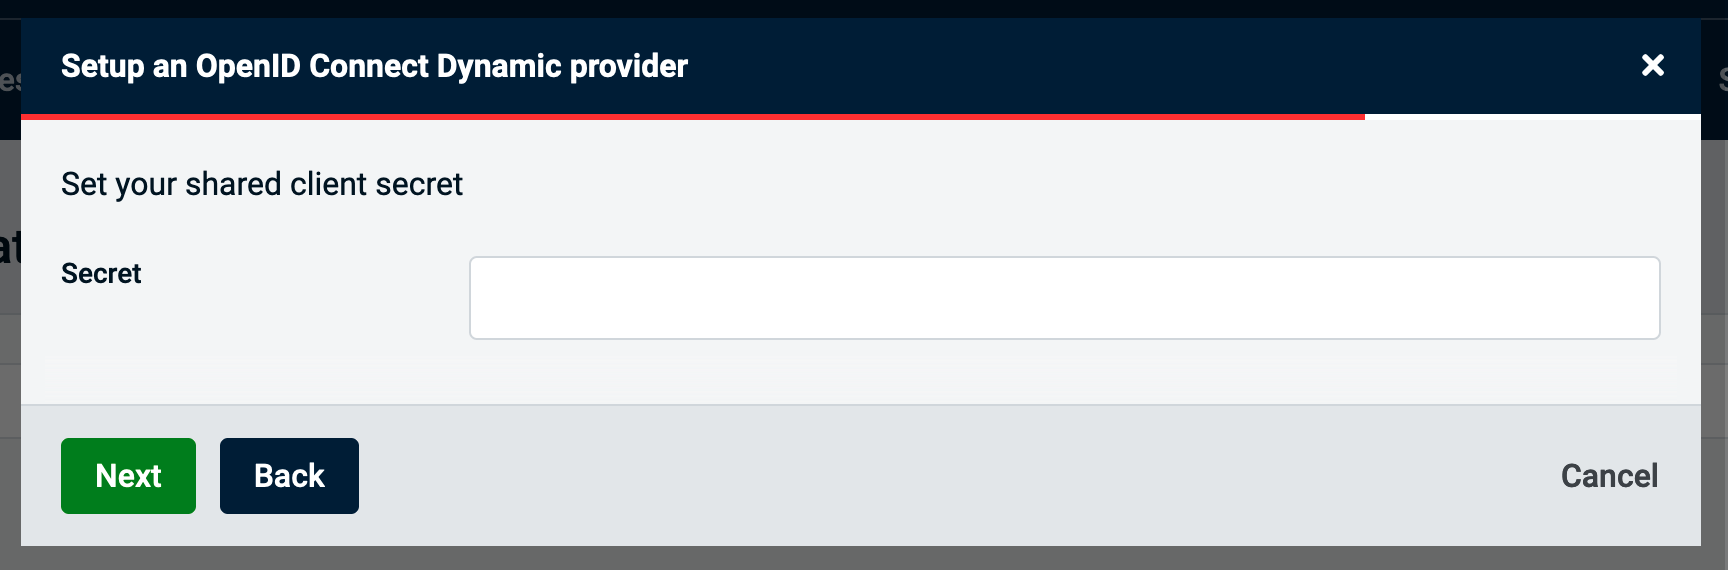 Setup an OpenID Connect Dynamic provider
Set your shared client secret
Secret
Next
Back
Cancel